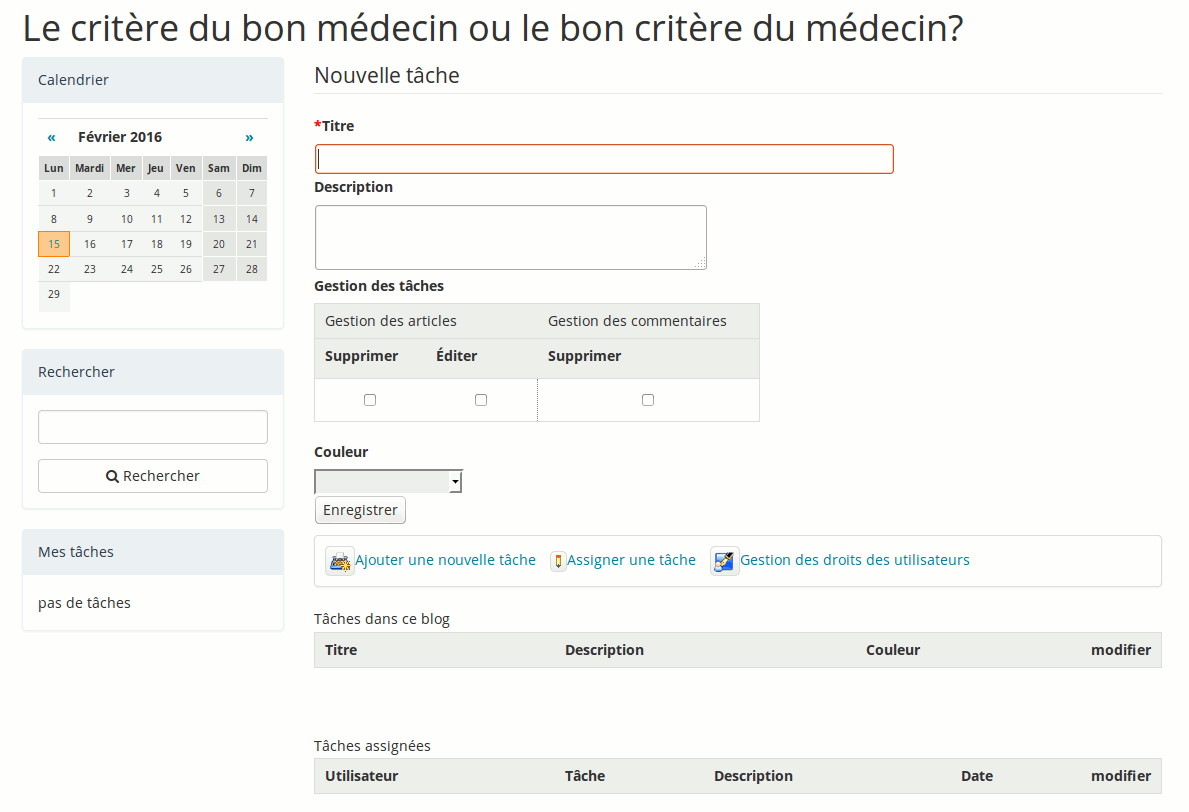 Le critère du bon médecin ou le bon critère du médecin?
Calendrier
« Février 2016 »
Lun Mardi Mer Jeu Ven Sam Dim
1 2 3 4 5 6 7
8 9 10 11 12 13 14
15 16 17 18 19 20 21
22 23 24 25 26 27 28
29
Rechercher
Rechercher
Mes tâches
pas de tâches
Nouvelle tâche
*Titre
Description
Gestion des tâches
Gestion des articles Gestion des commentaires
Supprimer Éditer Supprimer
Couleur
Enregistrer
Ajouter une nouvelle tâche Assigner une tâche Gestion des droits des utilisateurs
Tâches dans ce blog
Titre Description Couleur modifier
Tâches assignées
Utilisateur Tâche Description Date modifier